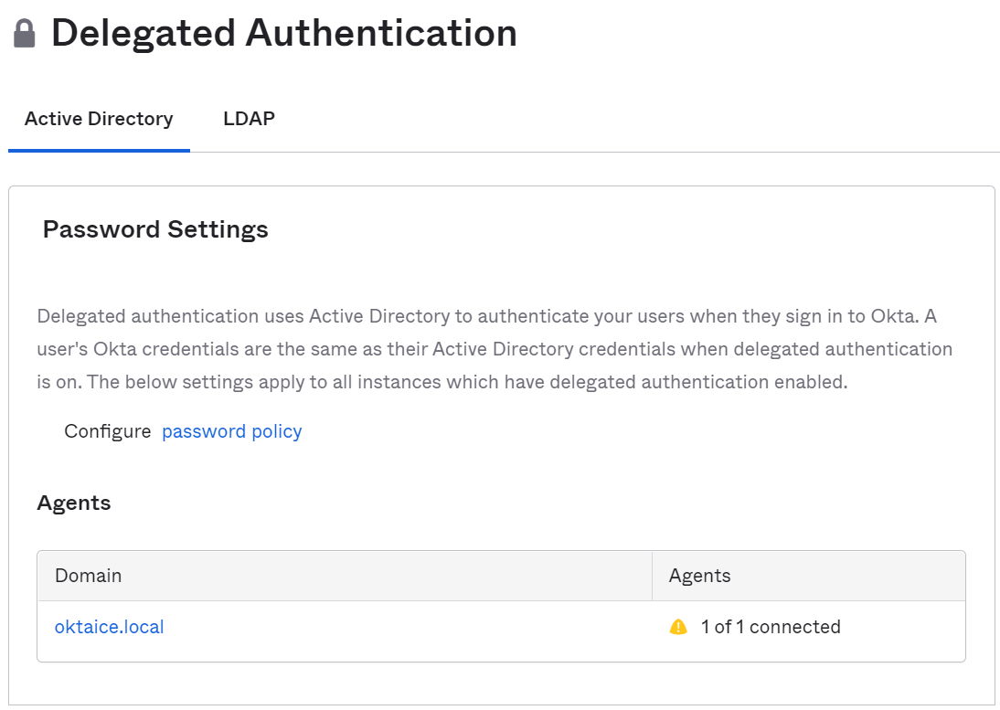 Delegated Authentication
Active Directory
LDAP
Password Settings
Delegated authentication uses Active Directory to authenticate your users when they sign in to Okta. A
user's Okta credentials are the same as their Active Directory credentials when delegated authentication
is on. The below settings apply to all instances which have delegated authentication enabled.
Configure password policy
Agents
Domain
Agents
oktaice.local
1 of 1 connected